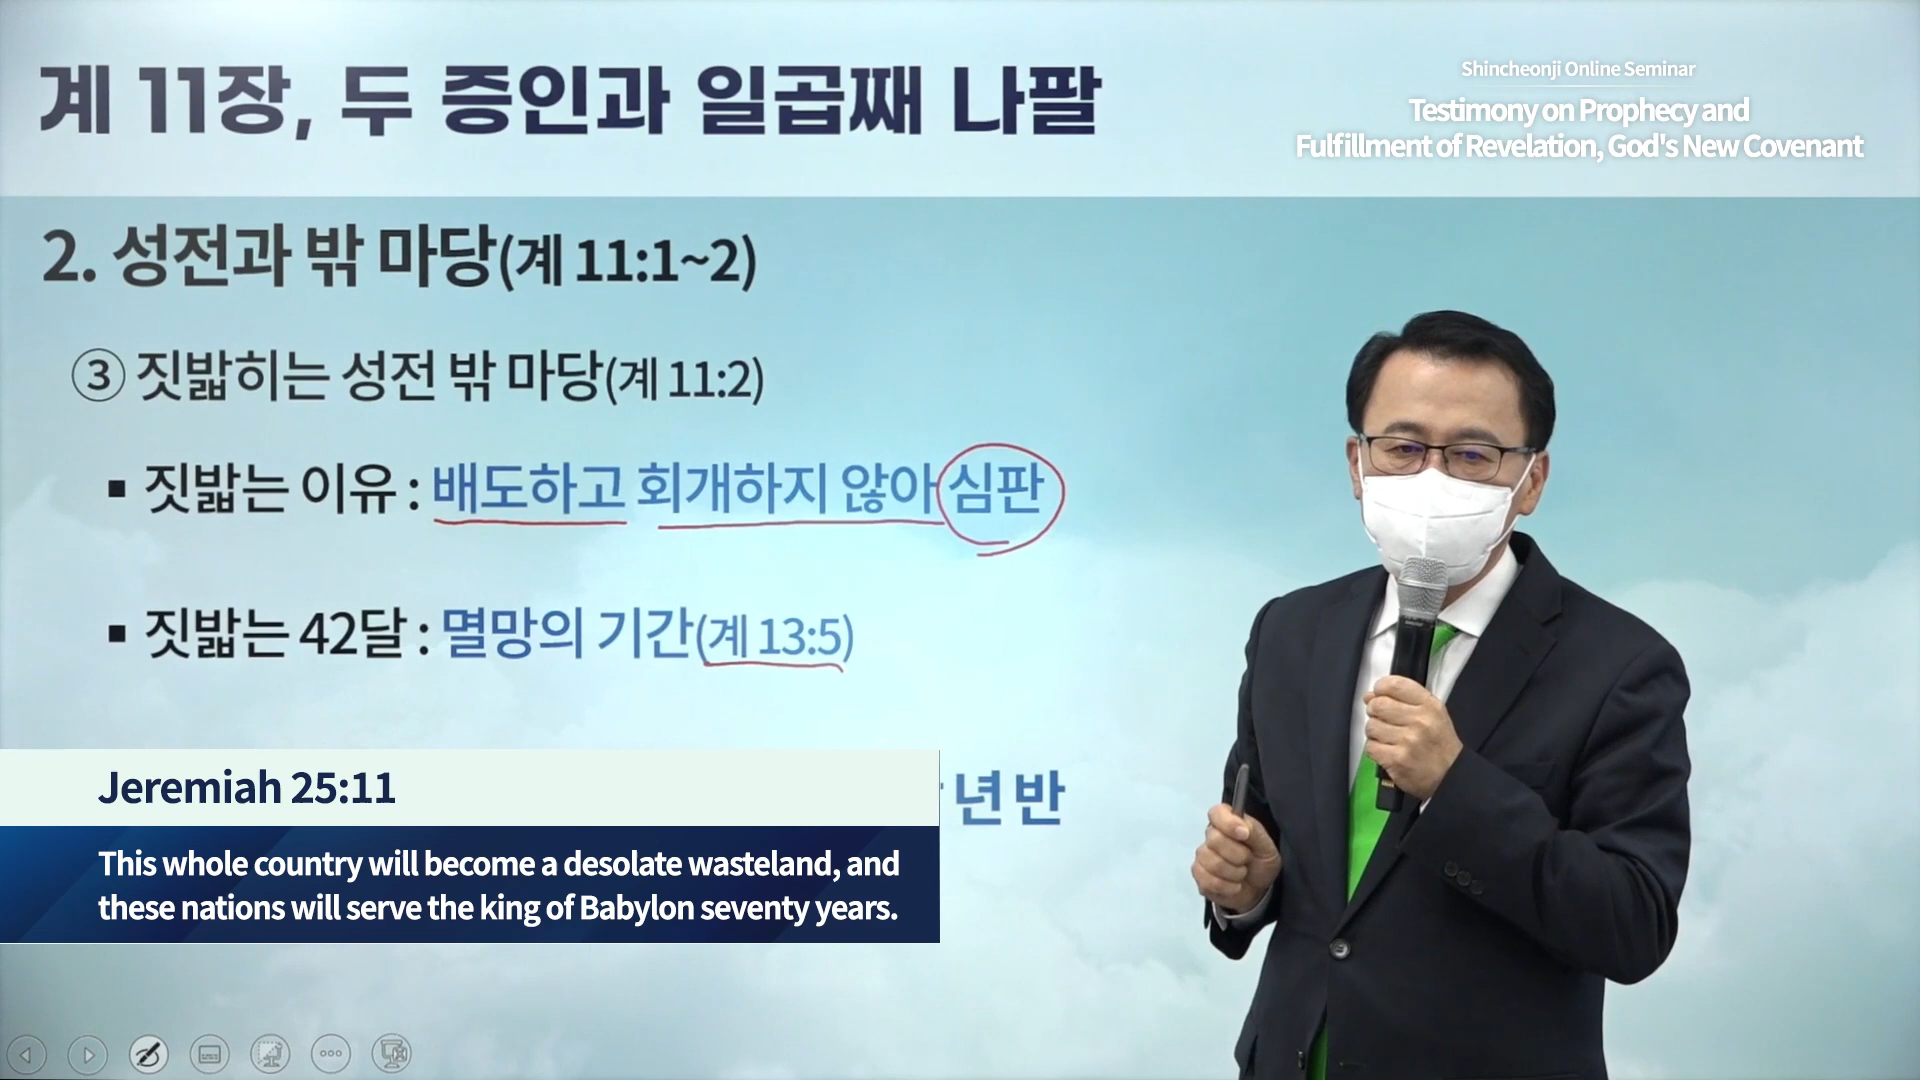 계 11장, 두 증인과 일곱째 나팔
Shincheonji Online Seminar
Testimony on Prophecy and
Fulfillment of Revelation, God's New Covenant
2. 성전과 밖 마당(계 11:1~2)
③ 짓밟히는 성전 밖 마당(계 11:2)
▪ 짓밟는 이유 : 배도하고 회개하지 않아 심판
▪ 짓밟는 42달 : 멸망의 기간(계 13:5)
년 반
Jeremiah 25:11
This whole country will become a desolate wasteland, and
these nations will serve the king of Babylon seventy years.